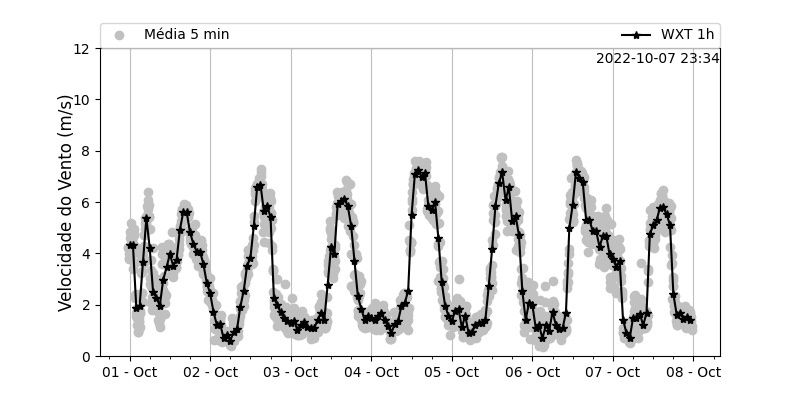 Média 5 min
WXT 1h
2022-10-07 23:34
Velocidade do Vento (m/s)
12
10
8
6
4
2
0
01 - Oct
02 - Oct
03 - Oct
04 - Oct
05 - Oct
06 - Oct
07 - Oct
08 - Oct